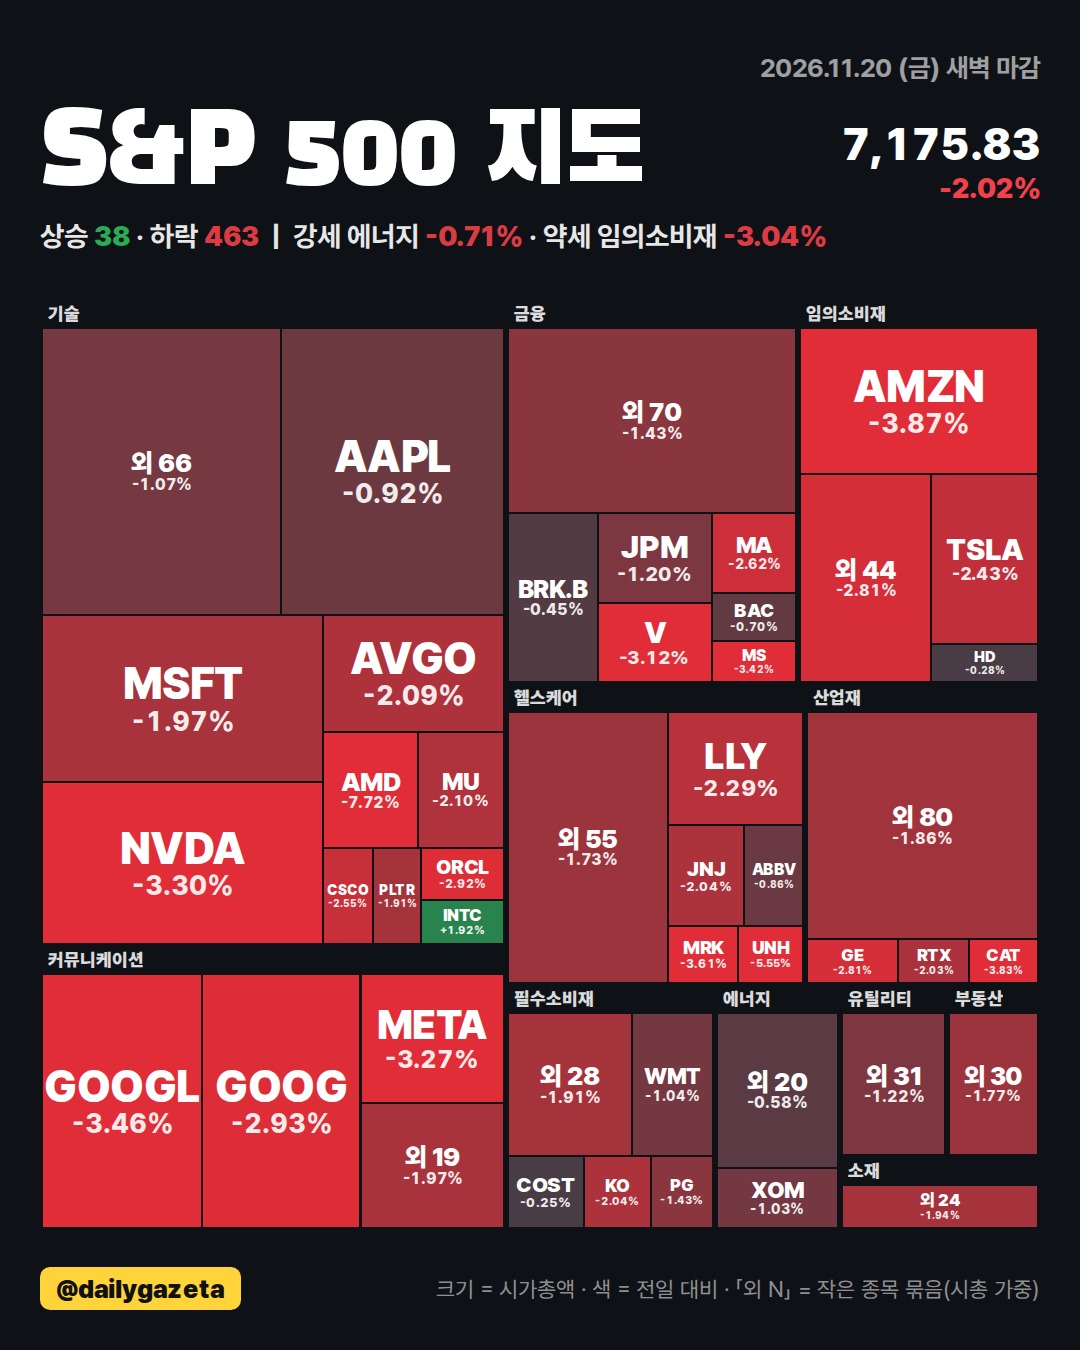 2026.11.20 (금) 새벽 마감
S&P 500 지도
7,175.83
-2.02%
상승 38 · 하락 463 | 강세 에너지 -0.71% · 약세 임의소비재 -3.04%
기술
외 66
-1.07%
AAPL
-0.92%
MSFT
-1.97%
AVGO
-2.09%
AMD
-7.72%
MU
-2.10%
NVDA
-3.30%
CSCO
-2.55%
PLTR
-1.91%
ORCL
-2.92%
INTC
+1.92%
금융
외 70
-1.43%
BRK.B
-0.45%
JPM
-1.20%
MA
-2.62%
V
-3.12%
BAC
-0.70%
MS
-3.42%
임의소비재
AMZN
-3.87%
외 44
-2.81%
TSLA
-2.43%
HD
-0.28%
커뮤니케이션
GOOGL
-3.46%
GOOG
-2.93%
META
-3.27%
외 19
-1.97%
헬스케어
외 55
-1.73%
LLY
-2.29%
JNJ
-2.04%
ABBV
-0.86%
MRK
-3.61%
UNH
-5.55%
산업재
외 80
-1.86%
GE
-2.81%
RTX
-2.03%
CAT
-3.83%
필수소비재
외 28
-1.91%
WMT
-1.04%
COST
-0.25%
KO
-2.04%
PG
-1.43%
에너지
외 20
-0.58%
XOM
-1.03%
유틸리티
외 31
-1.22%
부동산
외 30
-1.77%
소재
외 24
-1.94%
@dailygazeta
크기 = 시가총액 · 색 = 전일 대비 · 「외 N」 = 작은 종목 묶음(시총 가중)